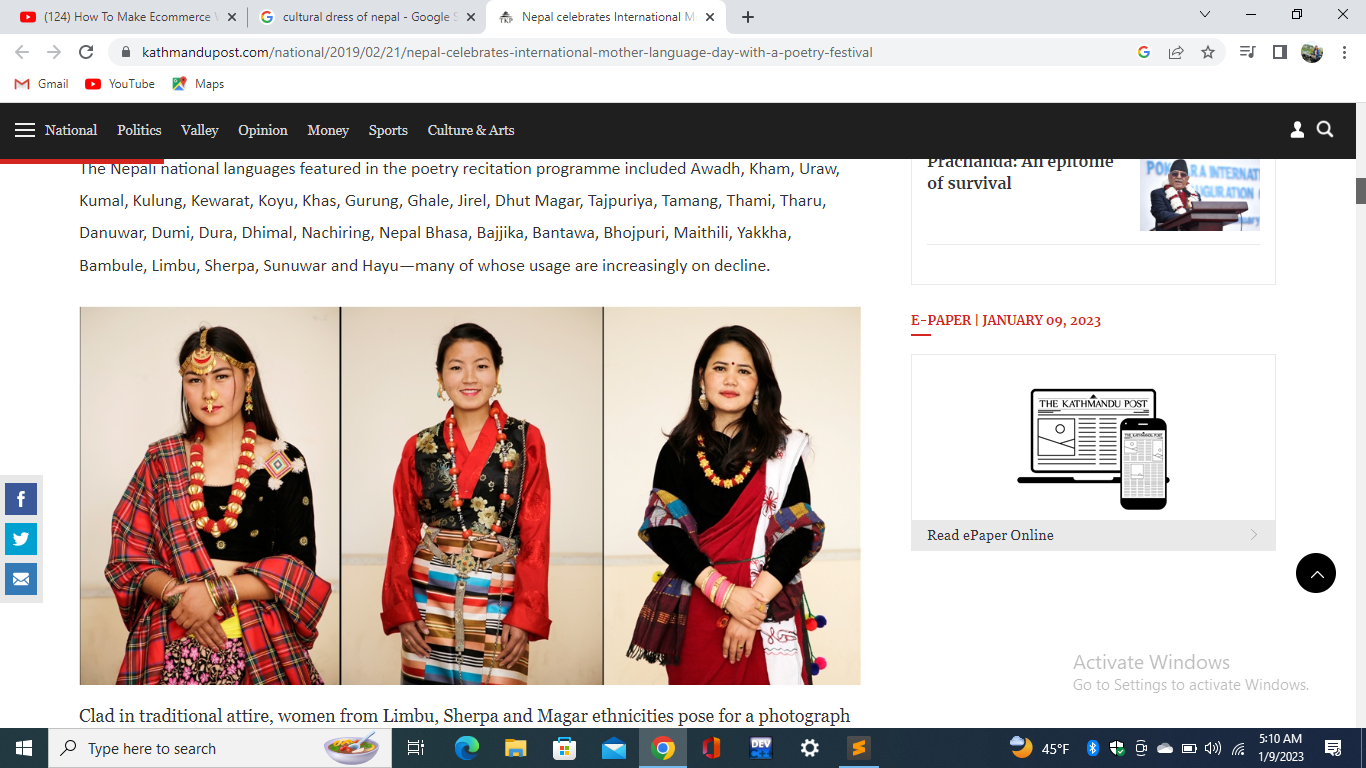 (124) How To Make Ecommerce
cultural dress of nepal - Google S
Nepal celebrates International M
kathmandupost.com/national/2019/02/21/nepal-celebrates-international-mother-language-day-with-a-poetry-festival
Gmail
YouTube
Maps
National Politics Valley Opinion Money Sports Culture & Arts
The Nepali national languages featured in the poetry recitation programme included Awadh, Kham, Uraw,
Kumal, Kulung, Kewarat, Koyu, Khas, Gurung, Ghale, Jirel, Dhut Magar, Tajpuriya, Tamang, Thami, Tharu,
Danuwar, Dumi, Dura, Dhimal, Nachiring, Nepal Bhasa, Bajjika, Bantawa, Bhojpuri, Maithili, Yakkha,
Bambule, Limbu, Sherpa, Sunuwar and Hayu—many of whose usage are increasingly on decline.
Clad in traditional attire, women from Limbu, Sherpa and Magar ethnicities pose for a photograph
Prachanda: An epitome
of survival
E-PAPER | JANUARY 09, 2023
THE KATHMANDU POST
Read ePaper Online
Activate Windows
Go to Settings to activate Windows.
Type here to search
DEV
45°F
5:10 AM
1/9/2023